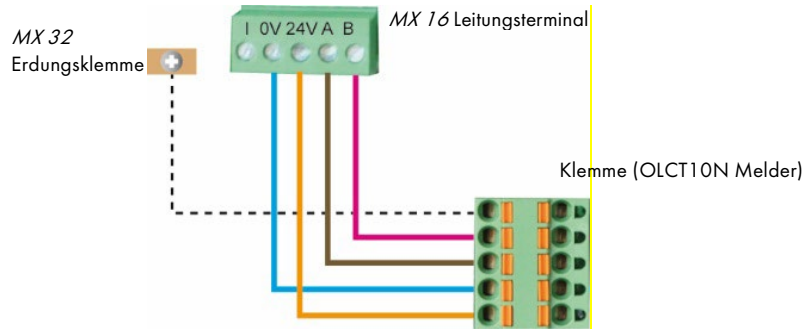 MX 32
Erdungsklemme
I 0V 24V A B
MX 16 Leitungsterminal
Klemme (OLCT10N Melder)